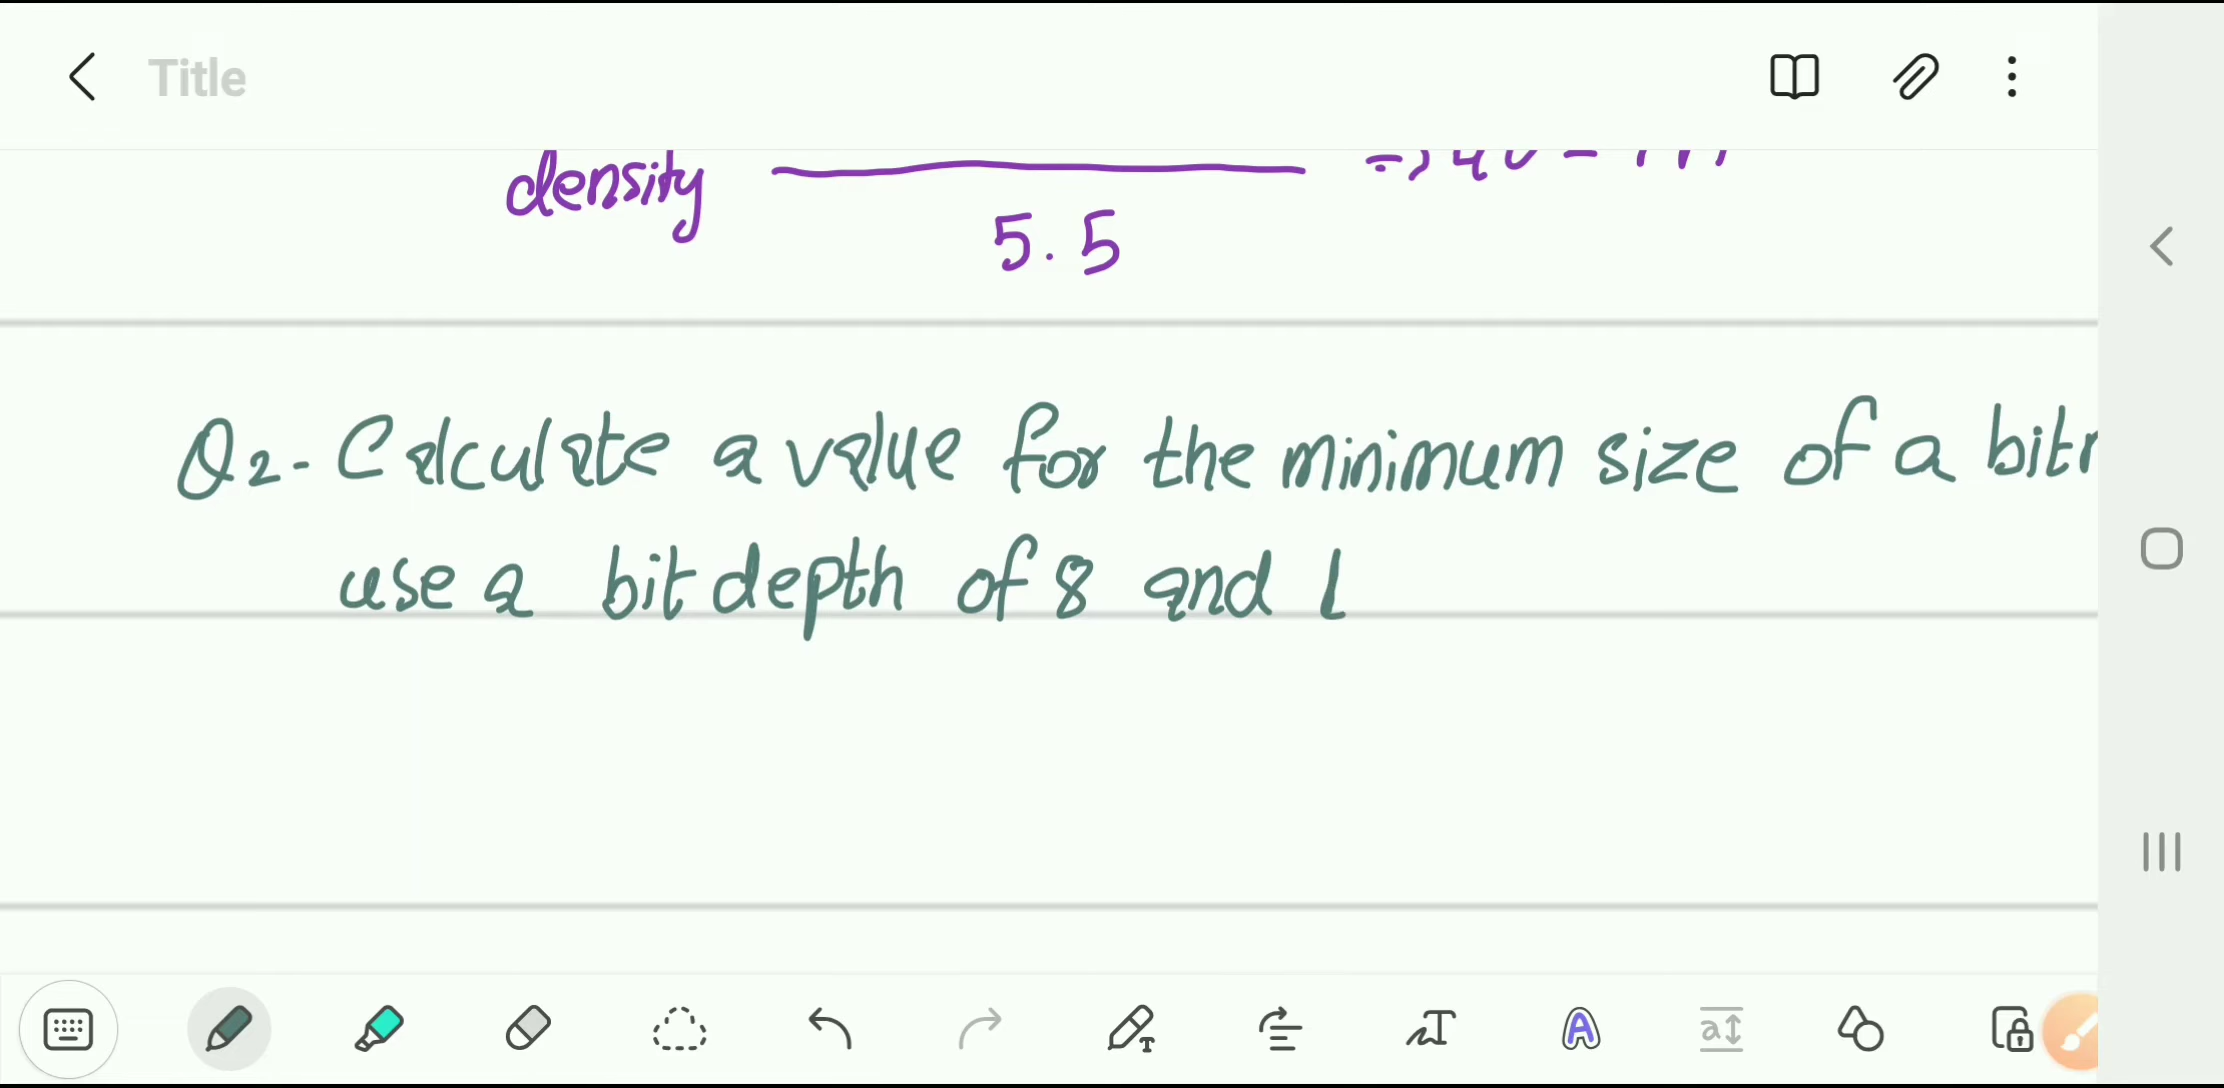 Title
density
5.5
Q2- Calculate a value for the minimum size of a bit
use a bit depth of 8 and 1